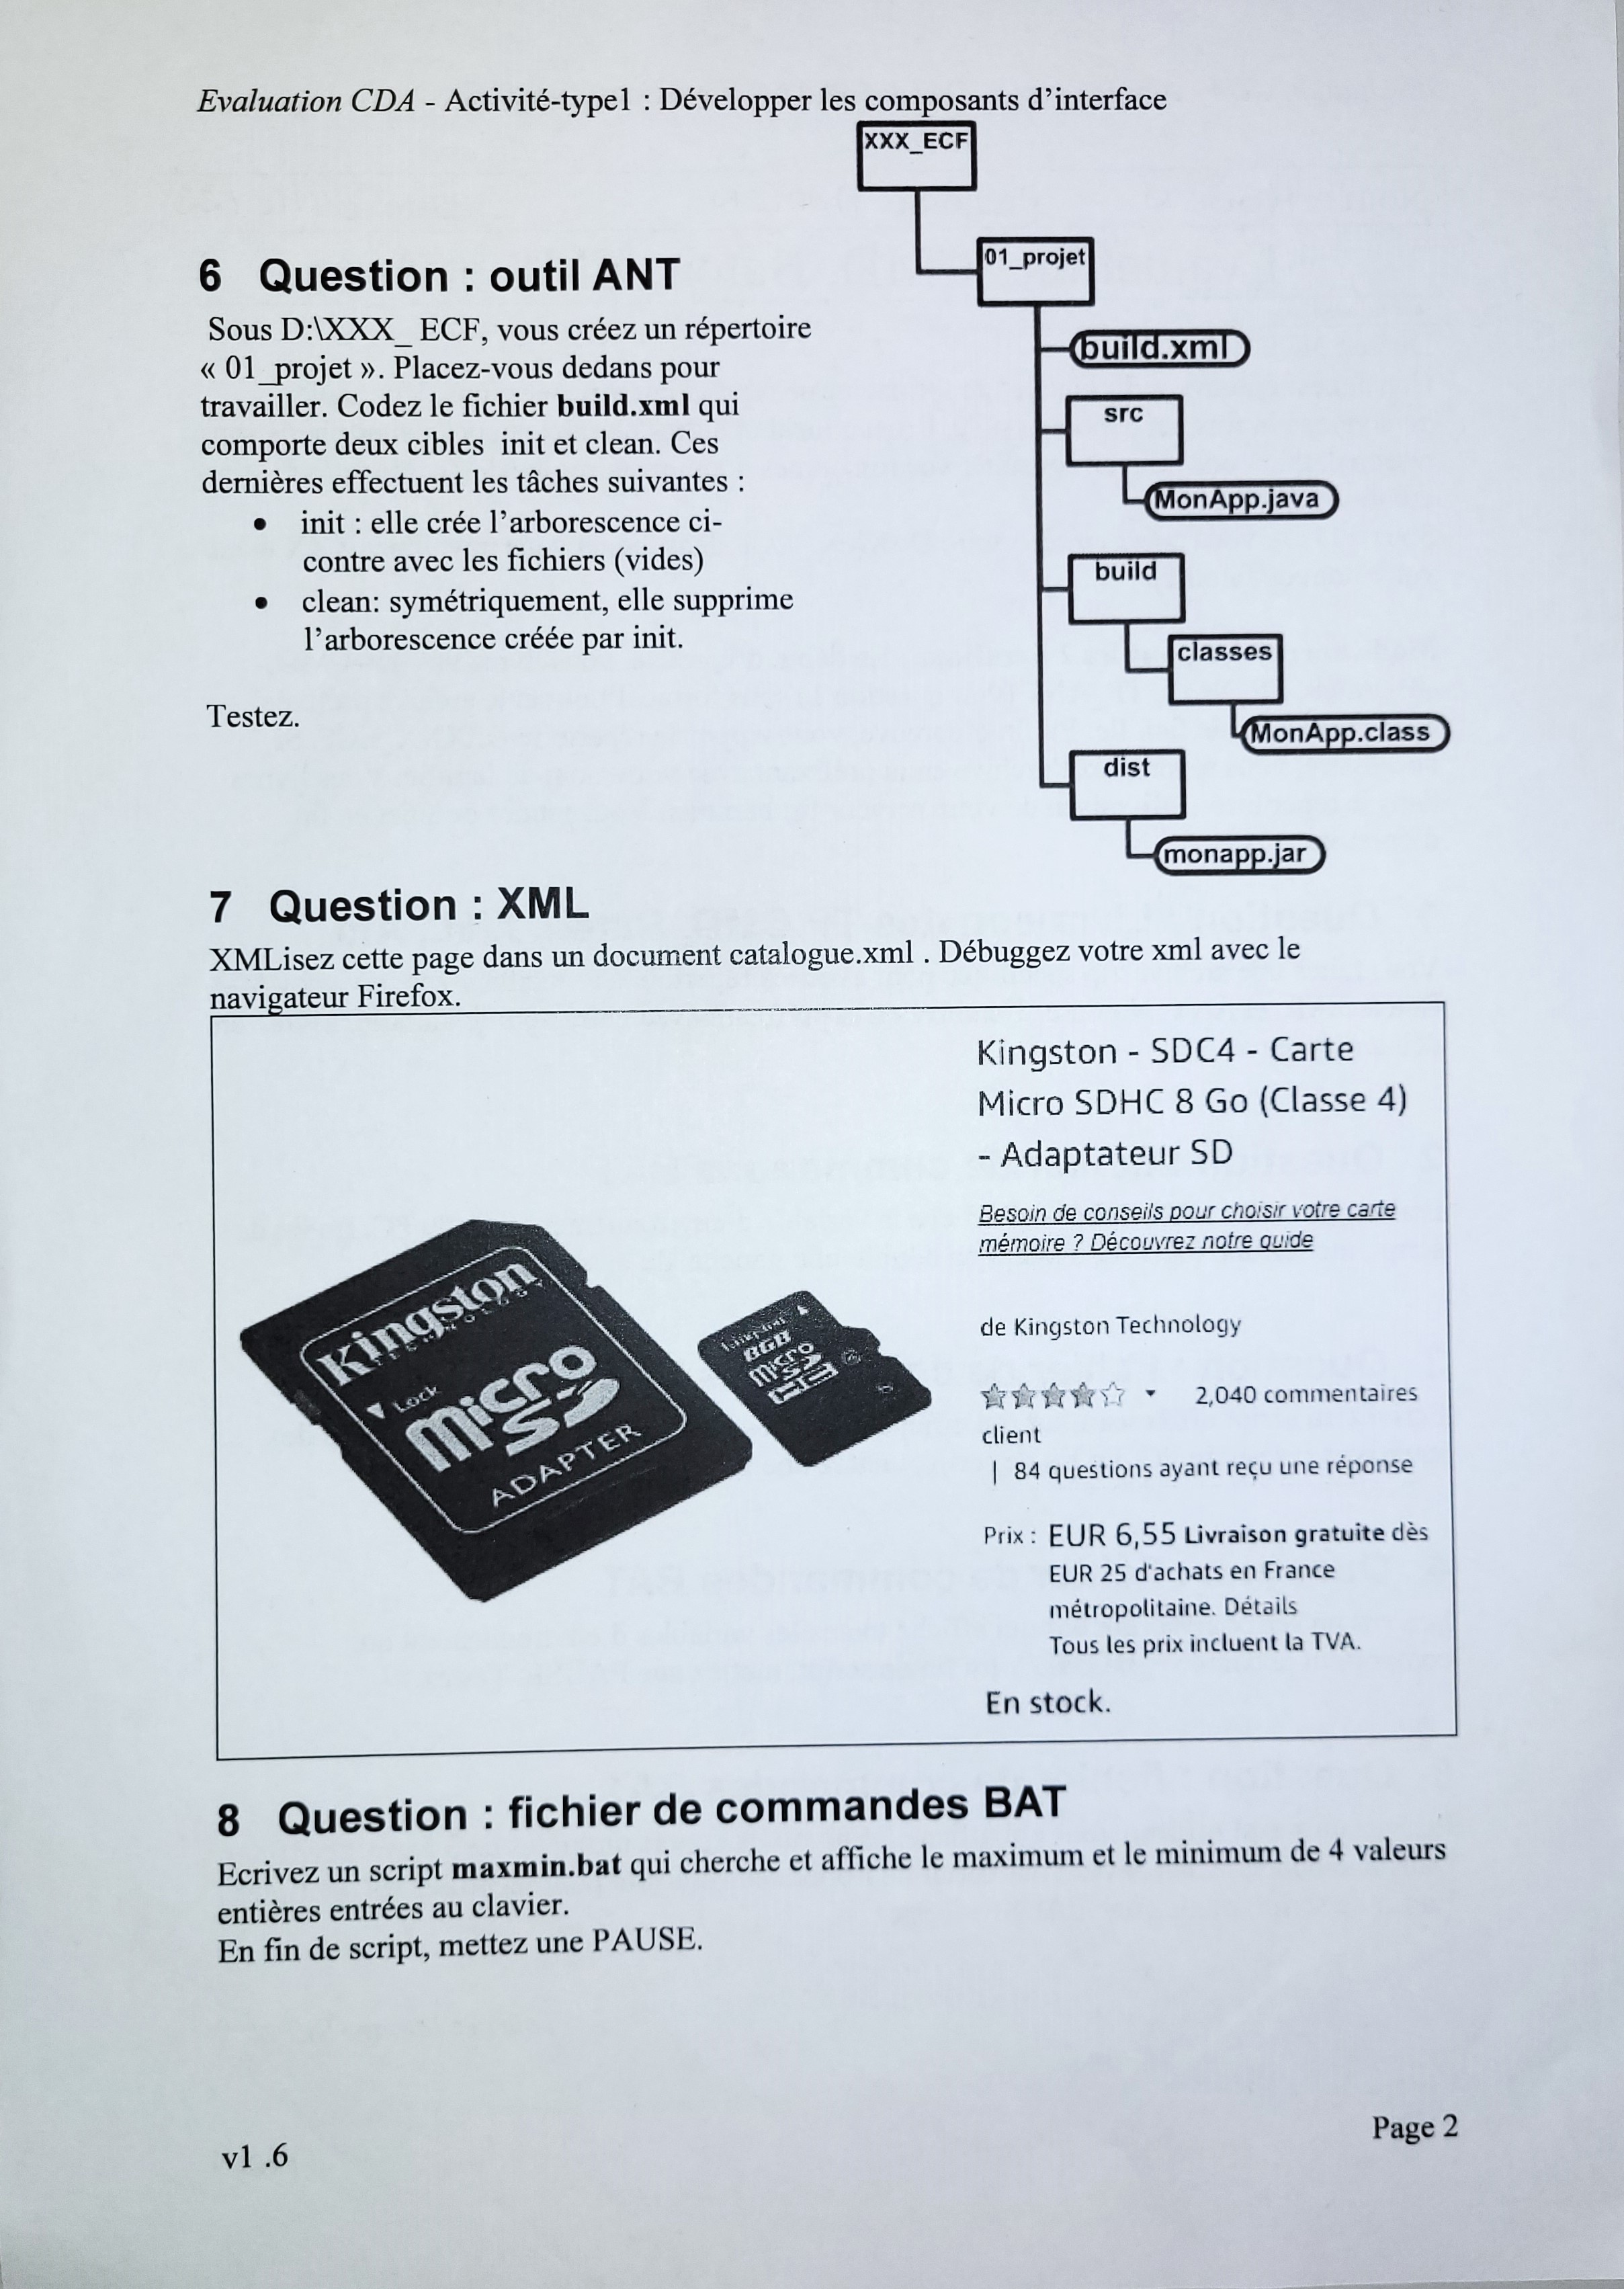 Evaluation CDA - Activité-type1 : Développer les composants d'interface
XXX_ECF
01_projet
build.xml
src
MonApp.java
build
classes
MonApp.class
dist
monapp.jar
6 Question : outil ANT
Sous D:\XXX_ ECF, vous créez un répertoire
« 01_projet ». Placez-vous dedans pour
travailler. Codez le fichier build.xml qui
comporte deux cibles init et clean. Ces
dernières effectuent les tâches suivantes :
• init : elle crée l'arborescence ci-
contre avec les fichiers (vides)
• clean: symétriquement, elle supprime
l'arborescence créée par init.
Testez.
7 Question : XML
XMLisez cette page dans un document catalogue.xml . Débuggez votre xml avec le
navigateur Firefox.
Kingston
Lock
Micro
SD
ADAPTER
8GB
micro
SD
HC
Kingston - SDC4 - Carte
Micro SDHC 8 Go (Classe 4)
- Adaptateur SD
Besoin de conseils pour choisir votre carte
mémoire ? Découvrez notre guide
de Kingston Technology
2,040 commentaires
client
| 84 questions ayant reçu une réponse
Prix : EUR 6,55 Livraison gratuite dès
EUR 25 d'achats en France
métropolitaine. Détails
Tous les prix incluent la TVA.
En stock.
8 Question : fichier de commandes BAT
Ecrivez un script maxmin.bat qui cherche et affiche le maximum et le minimum de 4 valeurs
entières entrées au clavier.
En fin de script, mettez une PAUSE.
Page 2
v1 .6